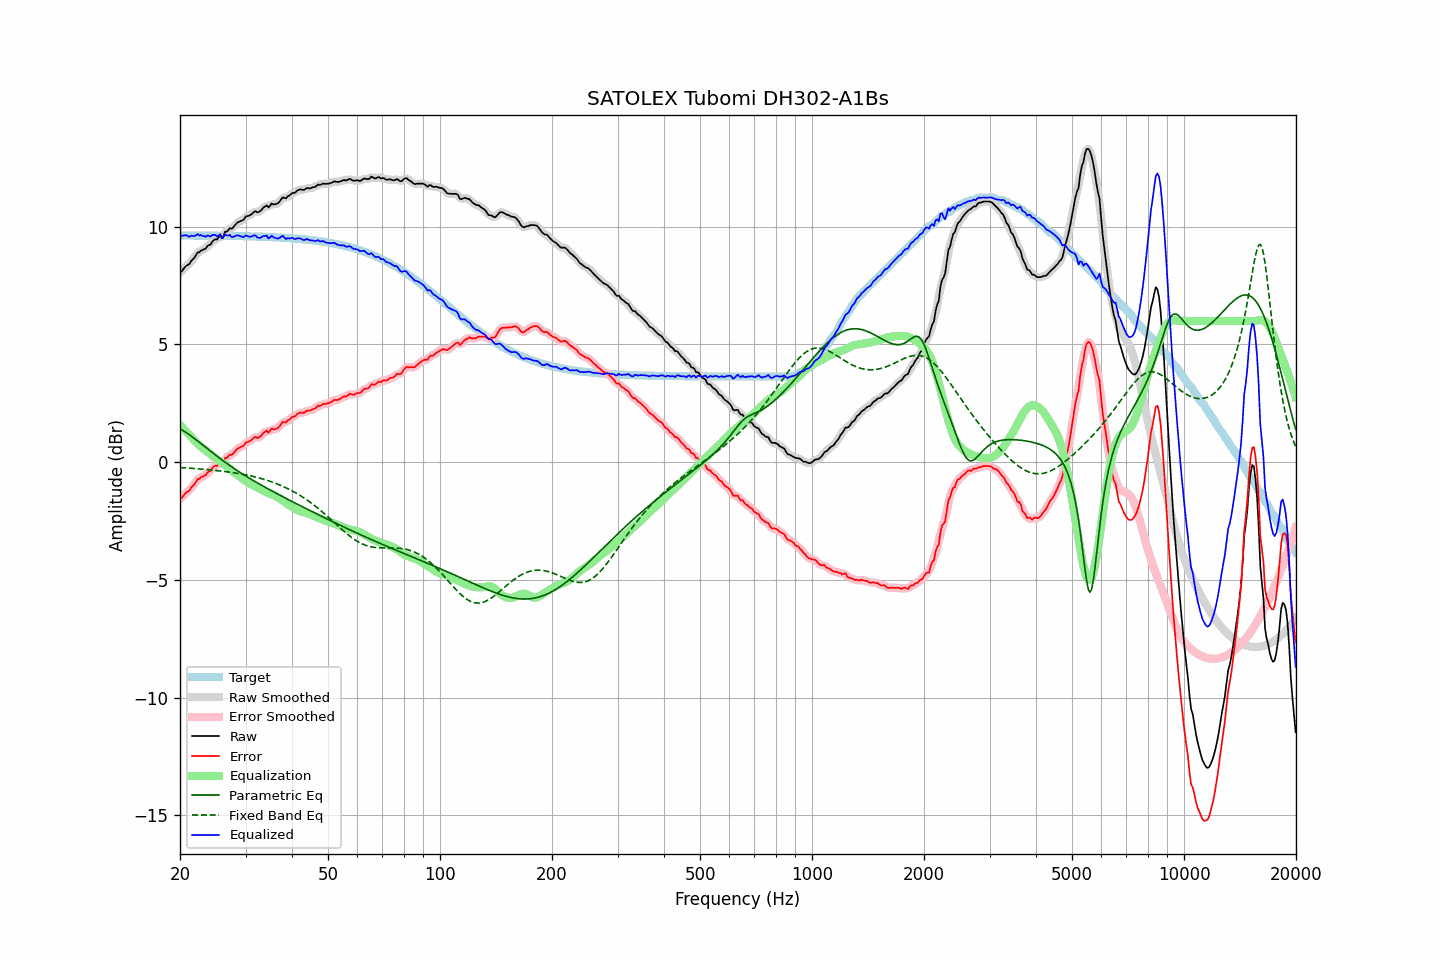 SATOLEX Tubomi DH302-A1Bs
Amplitude (dBr)
10
5
0
−5
−10
−15
Target
Raw Smoothed
Error Smoothed
Raw
Error
Equalization
Parametric Eq
Fixed Band Eq
Equalized
20 50 100 200 500 1000 2000 5000 10000 20000
Frequency (Hz)